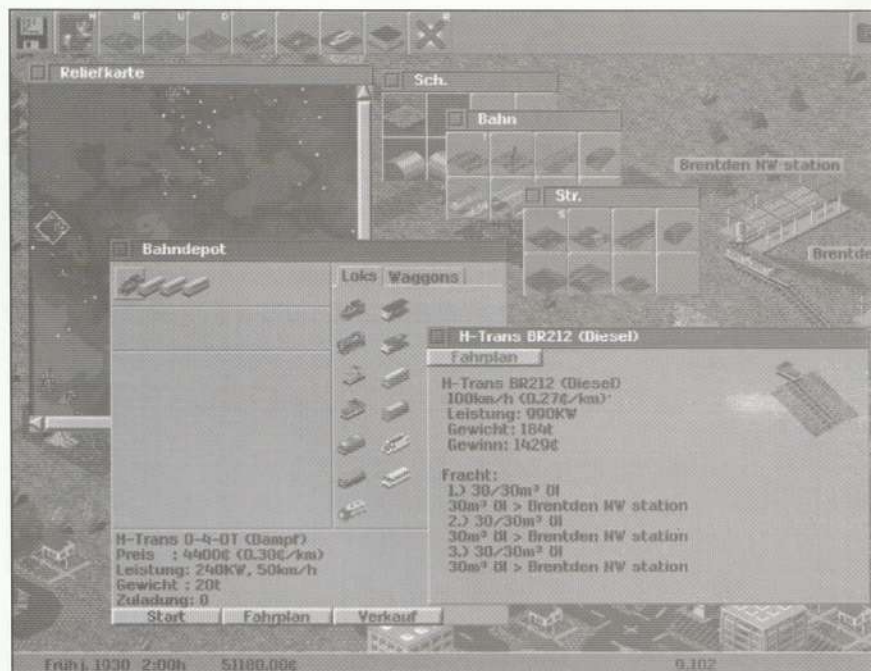 Reliefkarte
Sch.
Bahn
Brentden NW station
Str.
Bahndepot
Loks Waggons
H-Trans BR212 (Diesel)
Fahrplan
H-Trans BR212 (Diesel)
100km/h (0.27¢/km)
Leistung: 990KW
Gewicht: 184t
Gewinn: 1429¢
Fracht:
1.) 30/30m³ Öl
30m³ Öl > Brentden NW station
2.) 30/30m³ Öl
30m³ Öl > Brentden NW station
3.) 30/30m³ Öl
30m³ Öl > Brentden NW station
H-Trans 0-4-0T (Dampf)
Preis : 4400¢ (0.30¢/km)
Leistung: 240KW, 50km/h
Gewicht : 20t
Zuladung: 0
Start Fahrplan Verkauf
Frühj. 1930 2:00h 51180,00¢ 9.102